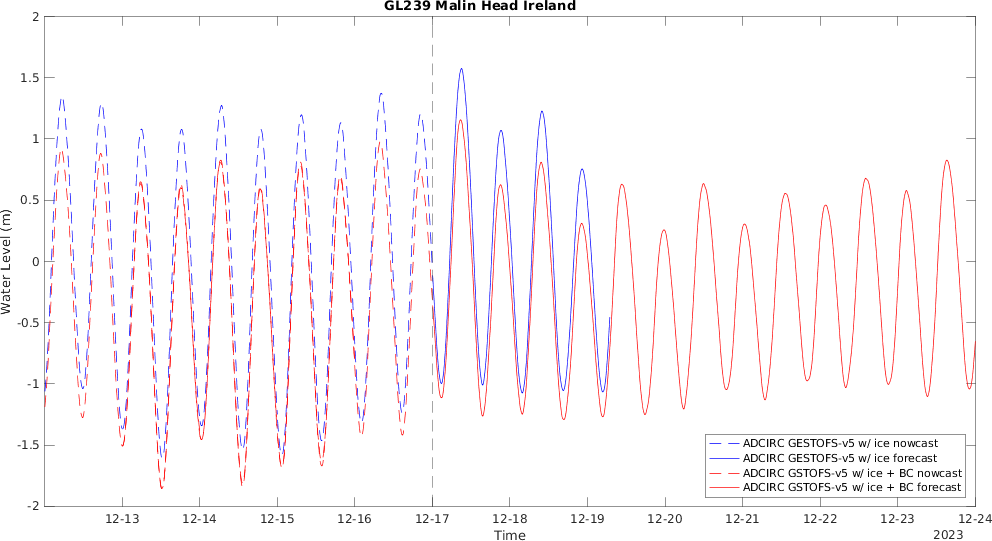 GL239 Malin Head Ireland
2
1.5
1
0.5
0
-0.5
-1
-1.5
-2
Water Level (m)
ADCIRC GESTOFS-v5 w/ ice nowcast
ADCIRC GESTOFS-v5 w/ ice forecast
ADCIRC GSTOFS-v5 w/ ice + BC nowcast
ADCIRC GSTOFS-v5 w/ ice + BC forecast
12-13 12-14 12-15 12-16 12-17 12-18 12-19 12-20 12-21 12-22 12-23 12-24
Time
2023